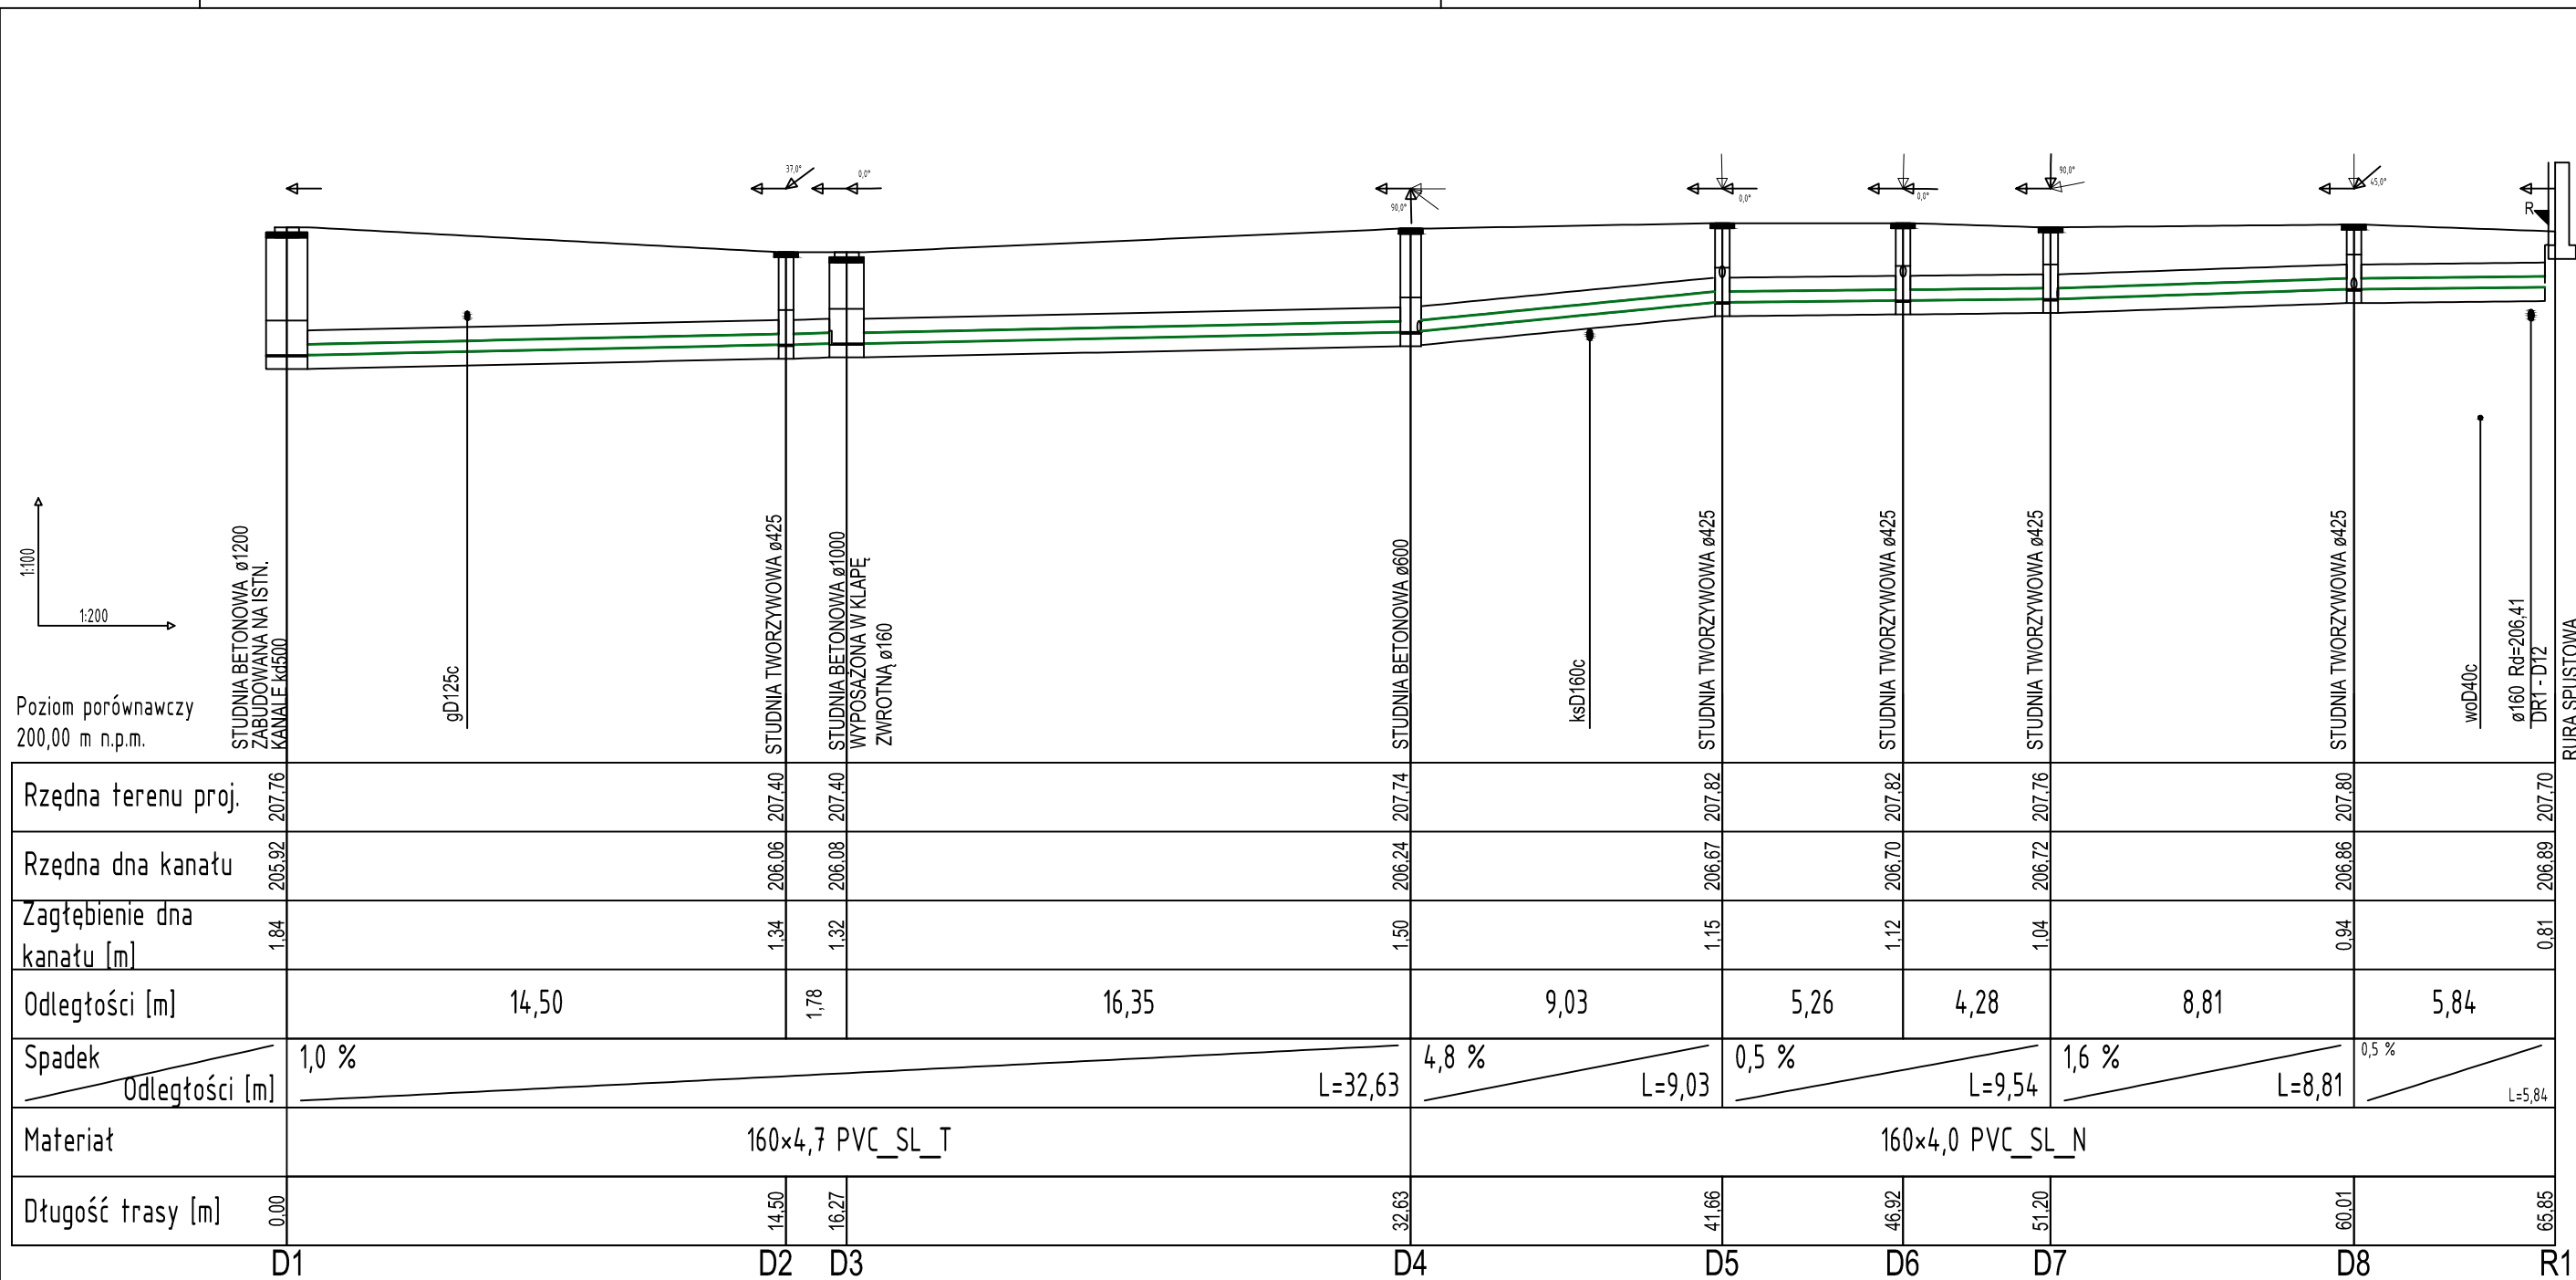 37,0°
0,0°
90,0°
0,0°
0,0°
90,0°
45,0°
R
1:100
1:200
Poziom porównawczy
200,00 m n.p.m.
STUDNIA BETONOWA ø1200
ZABUDOWANA NA ISTN.
KANALE kd500
gD125c
STUDNIA TWORZYWOWA ø425
STUDNIA BETONOWA ø1000
WYPOSAŻONA W KLAPĘ
ZWROTNĄ ø160
STUDNIA BETONOWA ø600
ksD160c
STUDNIA TWORZYWOWA ø425
STUDNIA TWORZYWOWA ø425
STUDNIA TWORZYWOWA ø425
STUDNIA TWORZYWOWA ø425
woD40c
ø160 Rd=206,41
DR1 - D12
RURA SPUSTOWA
Rzędna terenu proj. 207,76 207,40 207,40 207,74 207,82 207,82 207,76 207,80 207,70
Rzędna dna kanału 205,92 206,06 206,08 206,24 206,67 206,70 206,72 206,86 206,89
Zagłębienie dna
kanału [m] 1,84 1,34 1,32 1,50 1,15 1,12 1,04 0,94 0,81
Odległości [m] 14,50 1,78 16,35 9,03 5,26 4,28 8,81 5,84
Spadek 1,0 % 4,8 % 0,5 % 1,6 % 0,5 %
Odległości [m] L=32,63 L=9,03 L=9,54 L=8,81 L=5,84
Materiał 160×4,7 PVC_SL_T 160×4,0 PVC_SL_N
Długość trasy [m] 0,00 14,50 16,27 32,63 41,66 46,92 51,20 60,01 65,85
D1 D2 D3 D4 D5 D6 D7 D8 R1